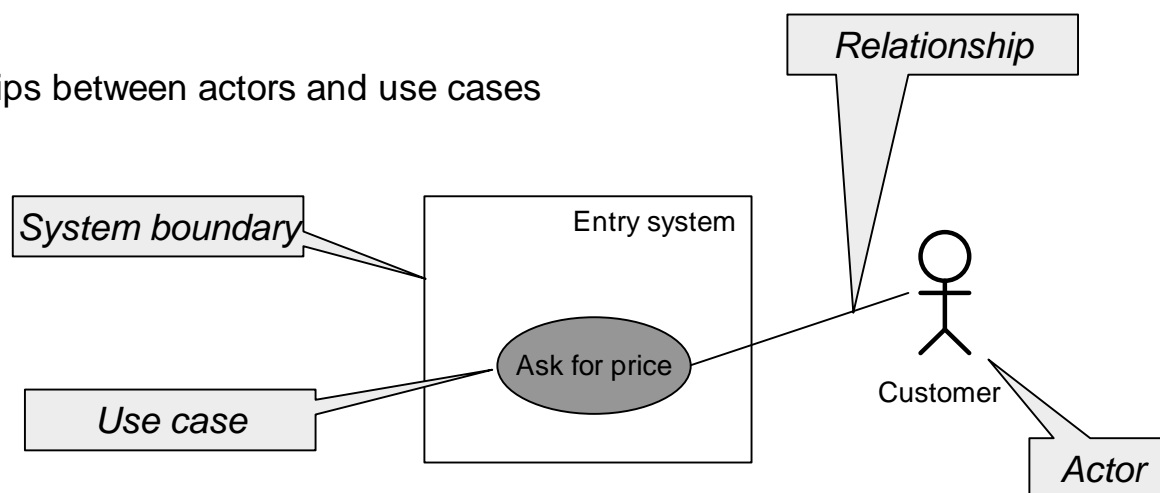 Relationship
ips between actors and use cases
System boundary
Entry system
Ask for price
Customer
Use case
Actor